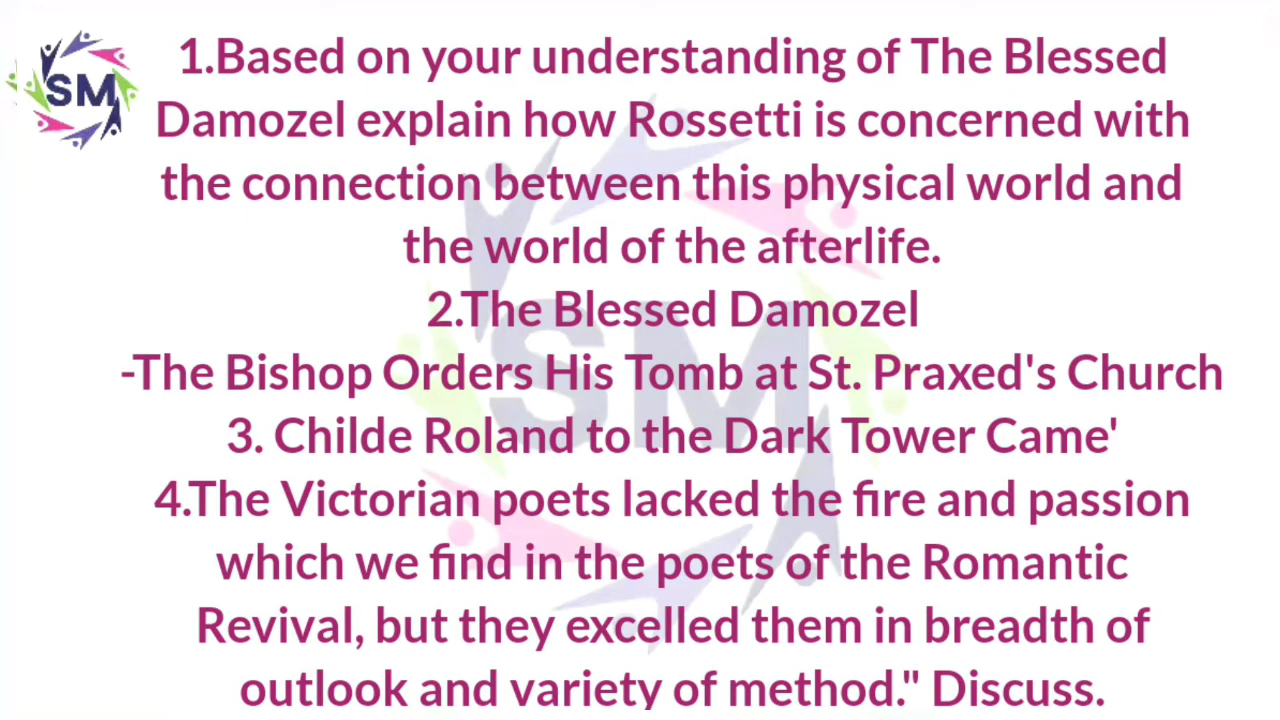 SM
1.Based on your understanding of The Blessed
Damozel explain how Rossetti is concerned with
the connection between this physical world and
the world of the afterlife.
2.The Blessed Damozel
-The Bishop Orders His Tomb at St. Praxed's Church
3. Childe Roland to the Dark Tower Came'
4.The Victorian poets lacked the fire and passion
which we find in the poets of the Romantic
Revival, but they excelled them in breadth of
outlook and variety of method." Discuss.
SM